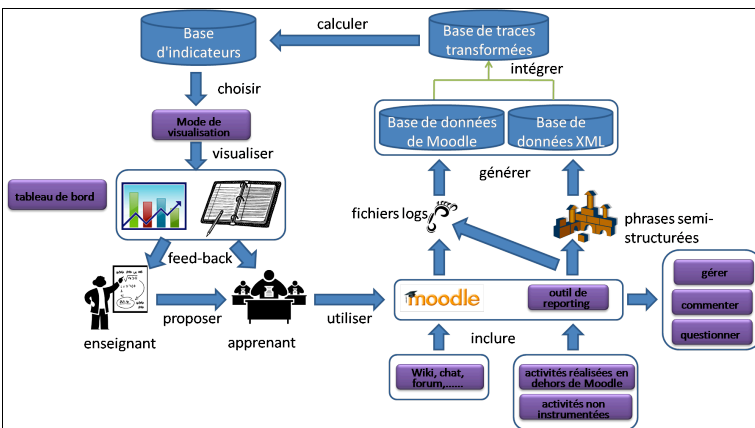 calculer
Base
d'indicateurs
Base de traces
transformées
intégrer
choisir
Mode de
visualisation
Base de données
de Moodle
Base de
données XML
visualiser
générer
tableau de bord
fichiers logs
phrases semi-
structurées
feed-back
gérer
moodle
outil de
reporting
commenter
proposer
utiliser
enseignant
apprenant
inclure
questionner
Wiki, chat,
forum,......
activités réalisées en
dehors de Moodle
activités non
instrumentées